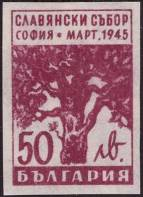 СЛАВЯНСКИ СЪБОР
СОФИЯ • МАРТ. 1945
50 лв.
БЪЛГАРИЯ